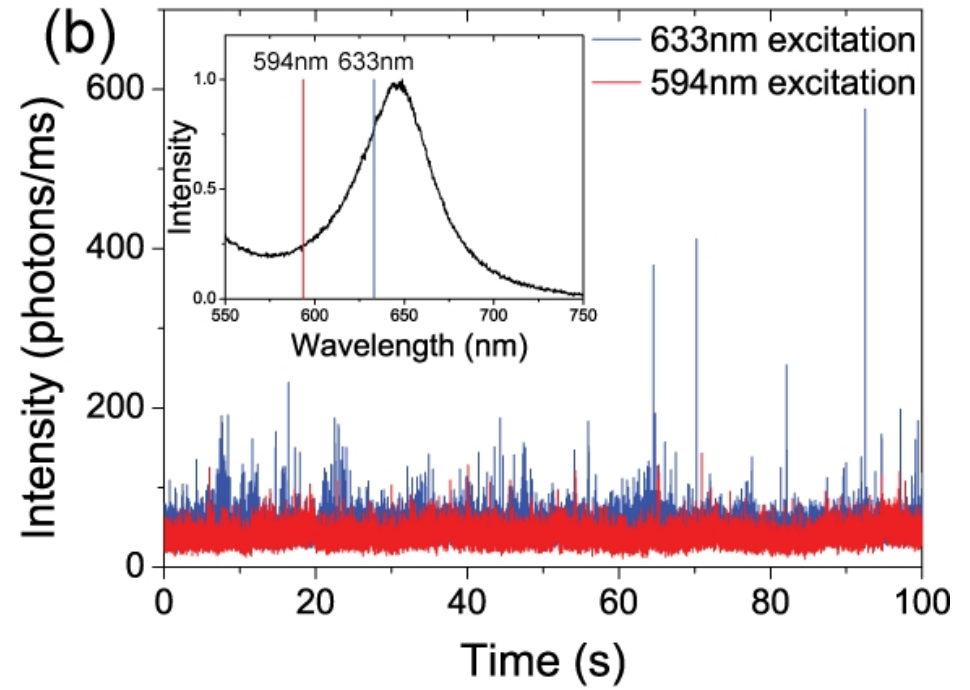 (b)
633nm excitation
594nm excitation
594nm 633nm
1.0
0.5
0.0
Intensity
550 600 650 700 750
Wavelength (nm)
600
400
200
0
Intensity (photons/ms)
0 20 40 60 80 100
Time (s)